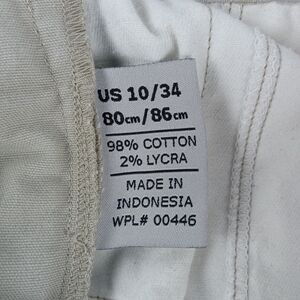 US 10/34
80cm/86cm
98% COTTON
2% LYCRA
MADE IN
INDONESIA
WPL# 00446